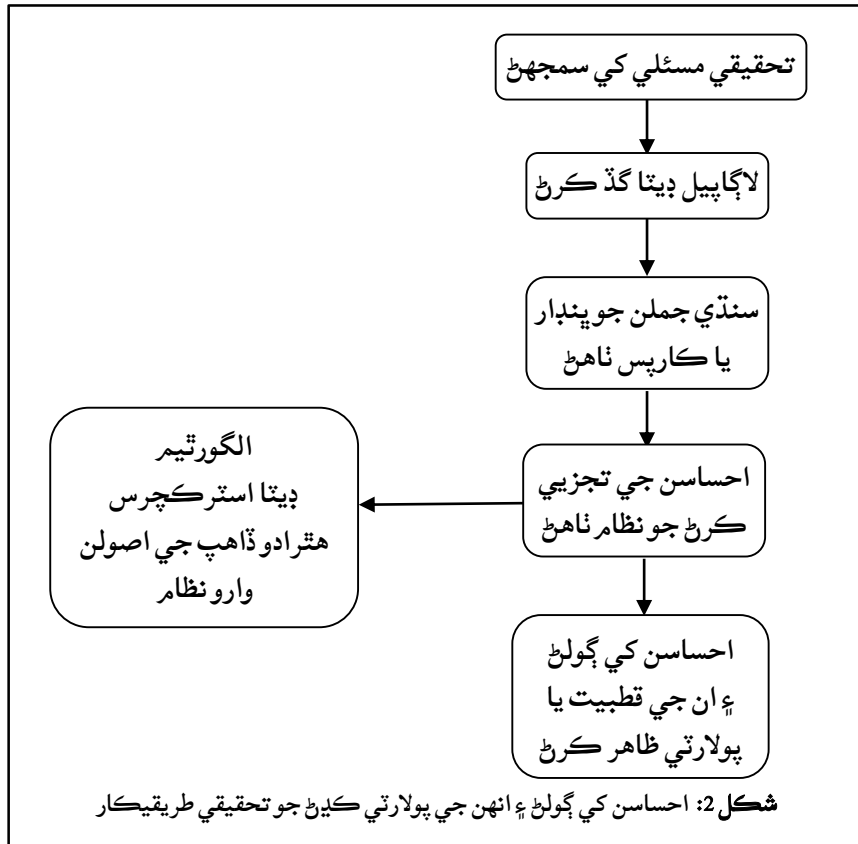 تحقيقي مسئلي کي سمجهڻ
لاڳاپيل ڊيٽا گڏ ڪرڻ
سنڌي جملن جو ڀنڊار
يا ڪارپس ٺاهڻ
احساسن جي تجزيي
ڪرڻ جو نظام ٺاهڻ
الگورٿيم
ڊيٽا اسٽرڪچرس
هٿرادو ڏاهپ جي اصولن
وارو نظام
احساسن کي ڳولڻ
۽ ان جي قطبيت يا
پولارٽي ظاهر ڪرڻ
شڪل 2: احساسن کي ڳولڻ ۽ انهن جي پولارٽي ڪڍڻ جو تحقيقي طريقيڪار